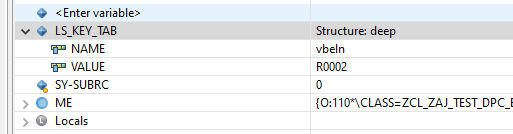 <Enter variable>
LS_KEY_TAB Structure: deep
NAME vbeln
VALUE R0002
SY-SUBRC 0
ME {O:110*\CLASS=ZCL_ZAJ_TEST_DPC_E
L Locals